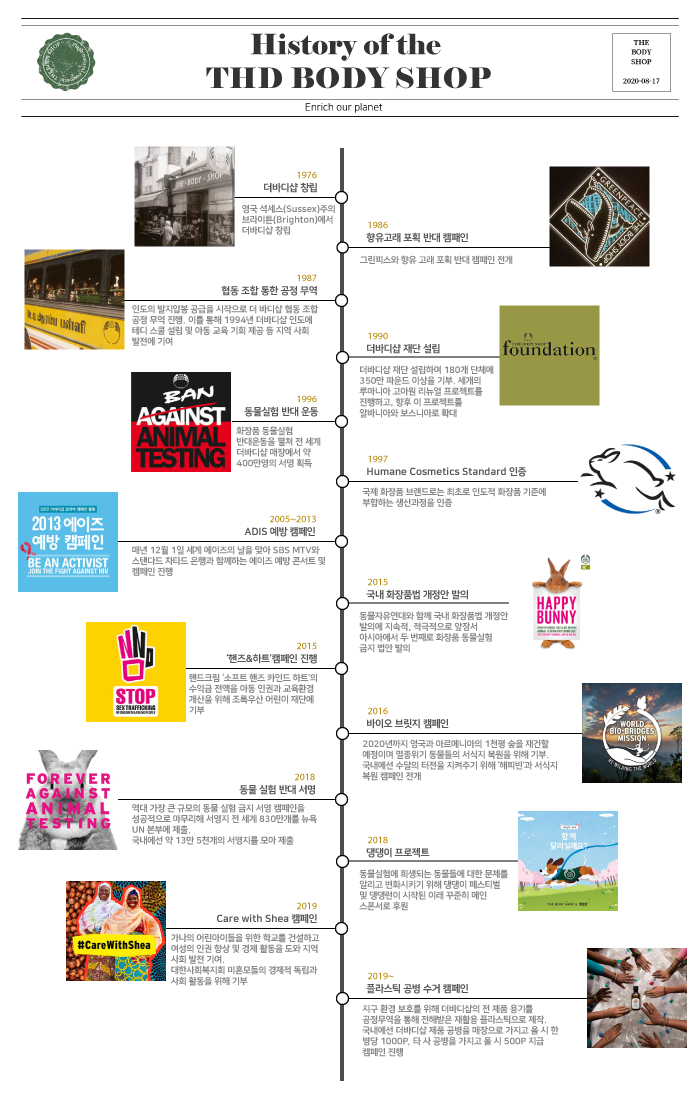 History of the
THD BODY SHOP
THE
BODY
SHOP
2020-08-17
Enrich our planet
1976
더바디샵 창립
영국 석세스(Sussex)주의
브라이튼(Brighton)에서
더바디샵 창립
THE BODY SHOP
1986
향유고래 포획 반대 캠패인
그린피스와 향유 고래 포획 반대 캠페인 전개
GREENPEACE
THE BODY SHOP
1987
협동 조합 통한 공정 무역
인도의 발지압봉 공급을 시작으로 더 바디샵 협동 조합
공정 무역 진행. 이를 통해 1994년 더바디샵 인도에
테디 스쿨 설립 및 아동 교육 기회 제공 등 지역 사회
발전에 기여
1990
더바디샵 재단 설립
더바디샵 재단 설립하여 180개 단체에
350만 파운드 이상을 기부. 세개의
루마니아 고아원 리뉴얼 프로젝트를
진행하고, 향후 이 프로젝트를
알바니아와 보스니아로 확대
THE BODY SHOP
foundation
1996
동물실험 반대 운동
화장품 동물실험
반대운동을 펼쳐 전 세계
더바디샵 매장에서 약
400만명의 서명 획득
BAN
AGAINST
ANIMAL
TESTING
1997
Humane Cosmetics Standard 인증
국제 화장품 브랜드로는 최초로 인도적 화장품 기준에
부합하는 생산과정을 인증
2005~2013
ADIS 예방 캠페인
매년 12월 1일 세계 에이즈의 날을 맞아 SBS MTV와
스탠다드 차타드 은행과 함께하는 에이즈 예방 콘서트 및
캠페인 진행
2013 에이즈
예방 캠페인
BE AN ACTIVIST
JOIN THE FIGHT AGAINST HIV
2015
국내 화장품법 개정안 발의
동물자유연대와 함께 국내 화장품법 개정안
발의에 지속적, 적극적으로 앞장서
아시아에서 두 번째로 화장품 동물실험
금지 법안 발의
HAPPY
BUNNY
2015
'핸즈&하트'캠페인 진행
핸드크림 '소프트 핸즈 카인드 하트'의
수익금 전액을 아동 인권과 교육환경
개산을 위해 초록우산 어린이 재단에
기부
STOP
SEX TRAFFICKING
OF CHILDREN & YOUNG PEOPLE
2016
바이오 브릿지 캠페인
2020년까지 영국과 아르메니아의 1천평 숲을 재건할
예정이며 멸종위기 동물들의 서식지 복원을 위해 기부.
국내에선 수달의 터전을 지켜주기 위해 '해피빈'과 서식지
복원 캠페인 전개
WORLD
BIO-BRIDGES
MISSION
RE-WILDING THE WORLD
2018
동물 실험 반대 서명
역대 가장 큰 규모의 동물 실험 금지 서명 캠페인을
성공적으로 마무리해 서명지 전 세계 830만개를 뉴욕
UN 본부에 제출.
국내에선 약 13만 5천개의 서명지를 모아 제출
FOREVER
AGAINST
ANIMAL
TESTING
2018
댕댕이 프로젝트
동물실험에 희생되는 동물들에 대한 문제를
알리고 변화시키기 위해 댕댕이 페스티벌
및 댕댕런이 시작된 이래 꾸준히 메인
스폰서로 후원
함께
달리실래요?
THE BODY SHOP
2019
Care with Shea 캠페인
가나의 어린아이들을 위한 학교를 건설하고
여성의 인권 향상 및 경제 활동을 도와 지역
사회 발전 기여.
대한사회복지회 미혼모들의 경제적 독립과
사회 활동을 위해 기부
#CareWithShea
2019~
플라스틱 공병 수거 캠페인
지구 환경 보호를 위해 더바디샵의 전 제품 용기를
공정무역을 통해 전해받은 재활용 플라스틱으로 제작.
국내에선 더바디샵 제품 공병을 매장으로 가지고 올 시 한
병당 1000P, 타 사 공병을 가지고 올 시 500P 지급
캠페인 진행